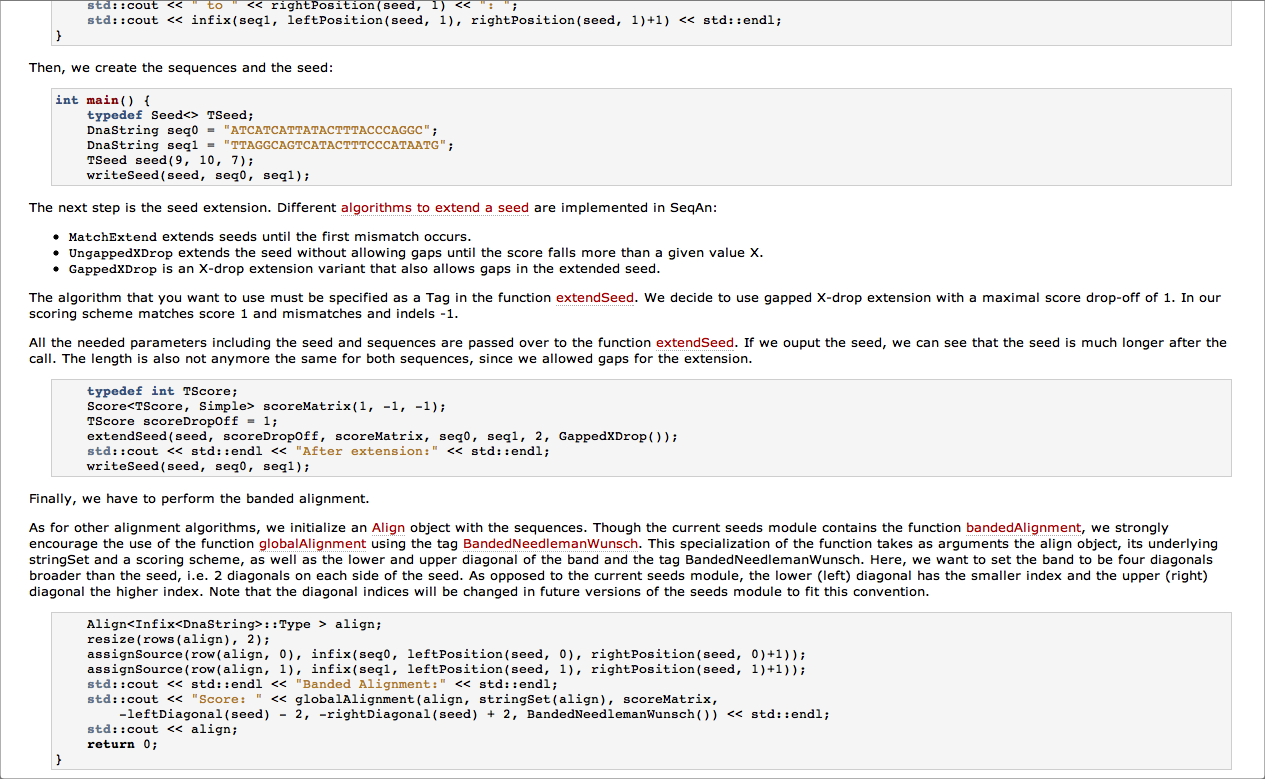 std::cout << " to " << rightPosition(seed, 1) << ": ";
std::cout << infix(seq1, leftPosition(seed, 1), rightPosition(seed, 1)+1) << std::endl;
}
Then, we create the sequences and the seed:
int main() {
typedef Seed<> TSeed;
DnaString seq0 = "ATCATCATTATACTTTACCCAGGC";
DnaString seq1 = "TTAGGCAGTCATACTTTCCCATAATG";
TSeed seed(9, 10, 7);
writeSeed(seed, seq0, seq1);
The next step is the seed extension. Different algorithms to extend a seed are implemented in SeqAn:
• MatchExtend extends seeds until the first mismatch occurs.
• UngappedXDrop extends the seed without allowing gaps until the score falls more than a given value X.
• GappedXDrop is an X-drop extension variant that also allows gaps in the extended seed.
The algorithm that you want to use must be specified as a Tag in the function extendSeed. We decide to use gapped X-drop extension with a maximal score drop-off of 1. In our
scoring scheme matches score 1 and mismatches and indels -1.
All the needed parameters including the seed and sequences are passed over to the function extendSeed. If we ouput the seed, we can see that the seed is much longer after the
call. The length is also not anymore the same for both sequences, since we allowed gaps for the extension.
typedef int TScore;
Score<TScore, Simple> scoreMatrix(1, -1, -1);
TScore scoreDropOff = 1;
extendSeed(seed, scoreDropOff, scoreMatrix, seq0, seq1, 2, GappedXDrop());
std::cout << std::endl << "After extension:" << std::endl;
writeSeed(seed, seq0, seq1);
Finally, we have to perform the banded alignment.
As for other alignment algorithms, we initialize an Align object with the sequences. Though the current seeds module contains the function bandedAlignment, we strongly
encourage the use of the function globalAlignment using the tag BandedNeedlemanWunsch. This specialization of the function takes as arguments the align object, its underlying
stringSet and a scoring scheme, as well as the lower and upper diagonal of the band and the tag BandedNeedlemanWunsch. Here, we want to set the band to be four diagonals
broader than the seed, i.e. 2 diagonals on each side of the seed. As opposed to the current seeds module, the lower (left) diagonal has the smaller index and the upper (right)
diagonal the higher index. Note that the diagonal indices will be changed in future versions of the seeds module to fit this convention.
Align<Infix<DnaString>::Type > align;
resize(rows(align), 2);
assignSource(row(align, 0), infix(seq0, leftPosition(seed, 0), rightPosition(seed, 0)+1));
assignSource(row(align, 1), infix(seq1, leftPosition(seed, 1), rightPosition(seed, 1)+1));
std::cout << std::endl << "Banded Alignment:" << std::endl;
std::cout << "Score: " << globalAlignment(align, stringSet(align), scoreMatrix,
-leftDiagonal(seed) - 2, -rightDiagonal(seed) + 2, BandedNeedlemanWunsch()) << std::endl;
std::cout << align;
return 0;
}